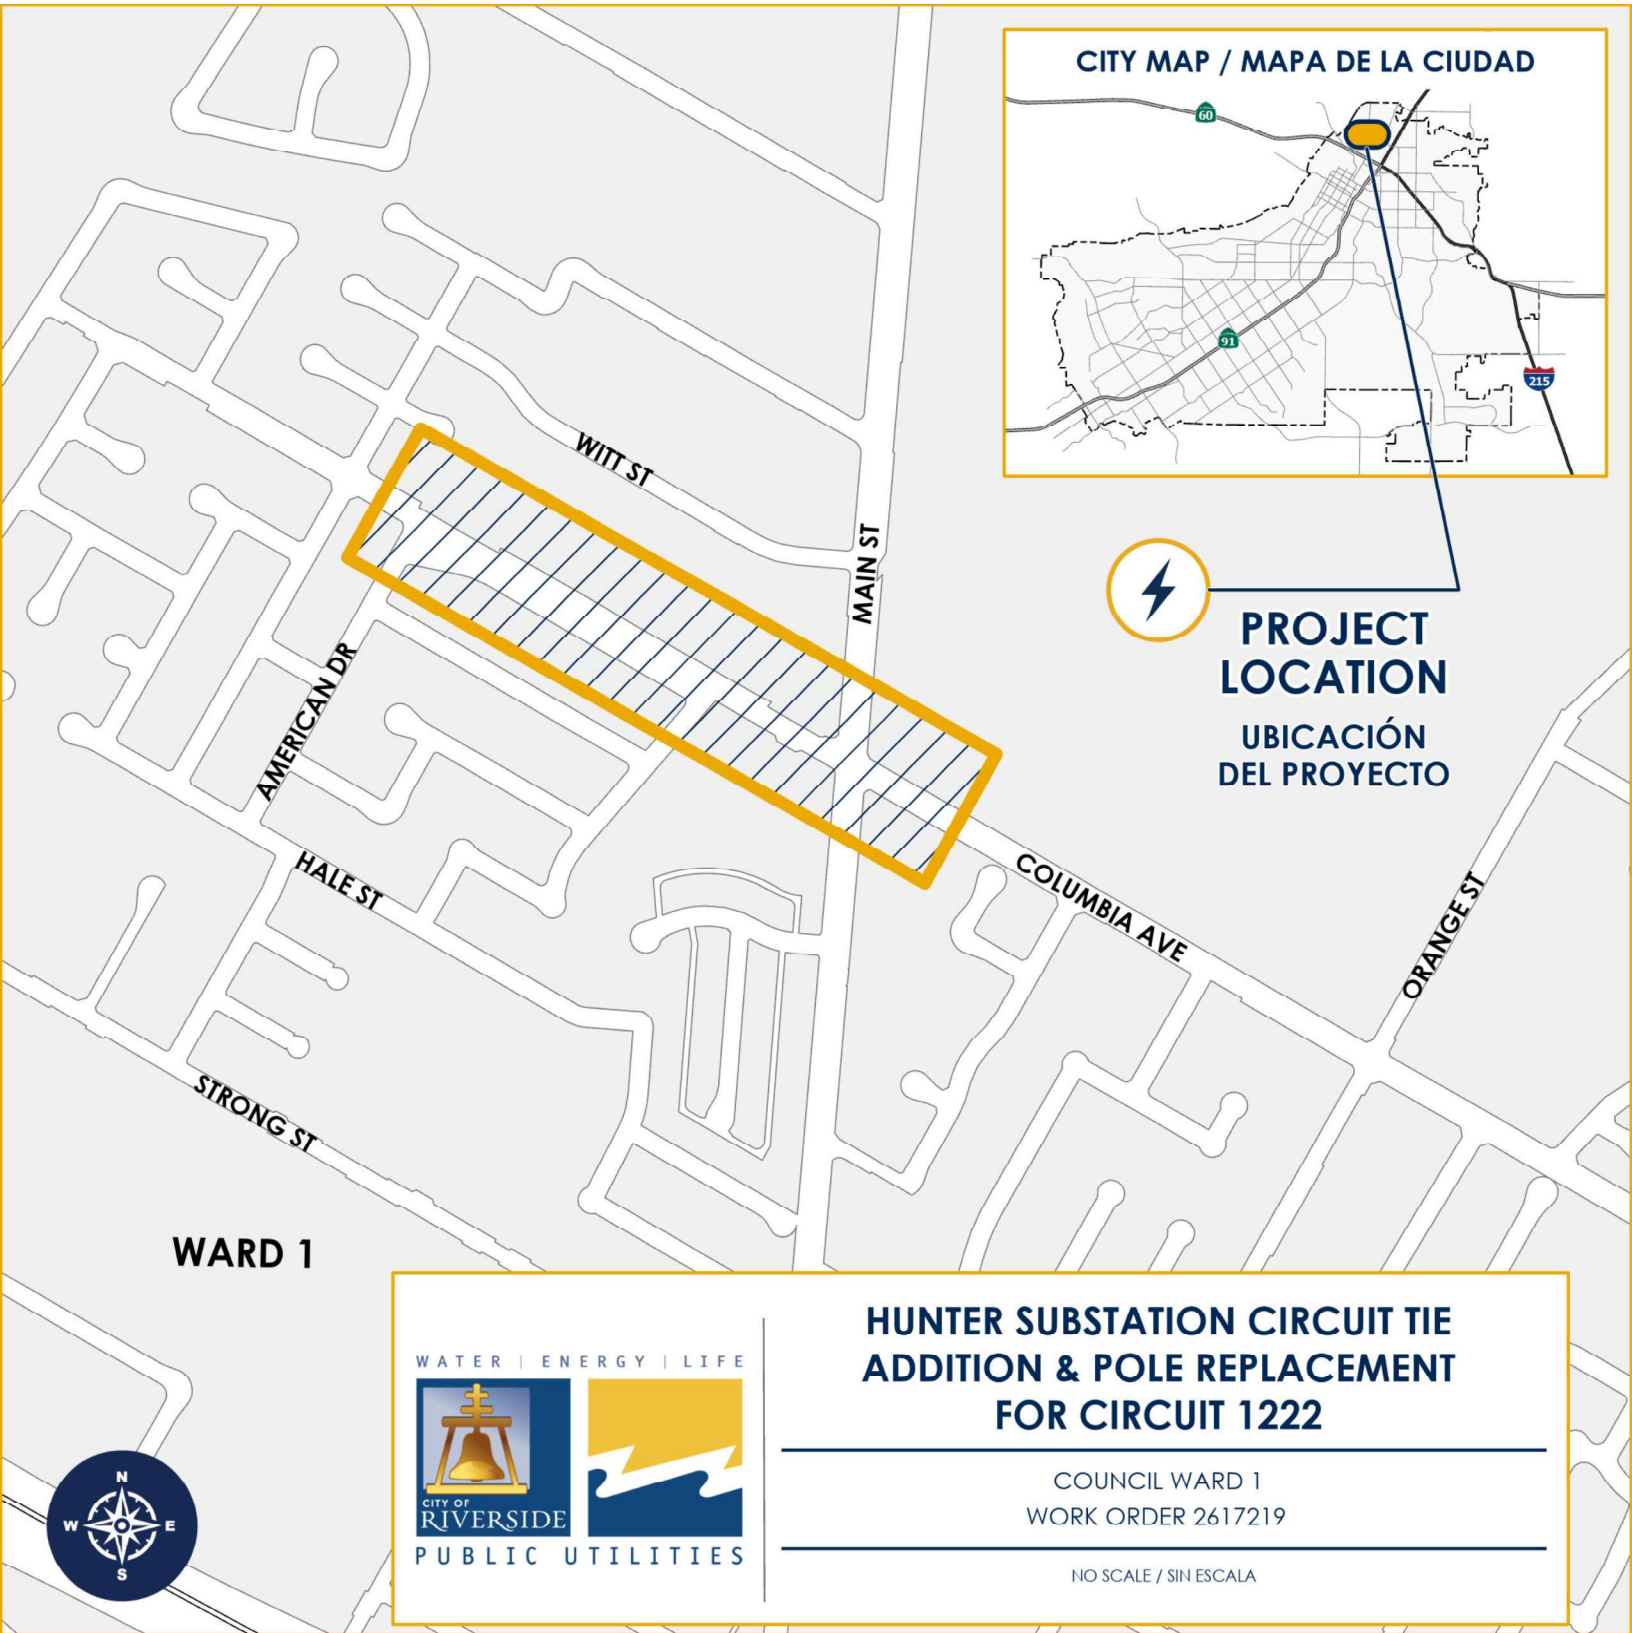 CITY MAP / MAPA DE LA CIUDAD
60
91
215
WITT ST
MAIN ST
PROJECT
LOCATION
UBICACIÓN
DEL PROYECTO
AMERICAN DR
HALE ST
COLUMBIA AVE
ORANGE ST
STRONG ST
WARD 1
N
W E
S
WATER | ENERGY | LIFE
CITY OF
RIVERSIDE
PUBLIC UTILITIES
HUNTER SUBSTATION CIRCUIT TIE
ADDITION & POLE REPLACEMENT
FOR CIRCUIT 1222
COUNCIL WARD 1
WORK ORDER 2617219
NO SCALE / SIN ESCALA